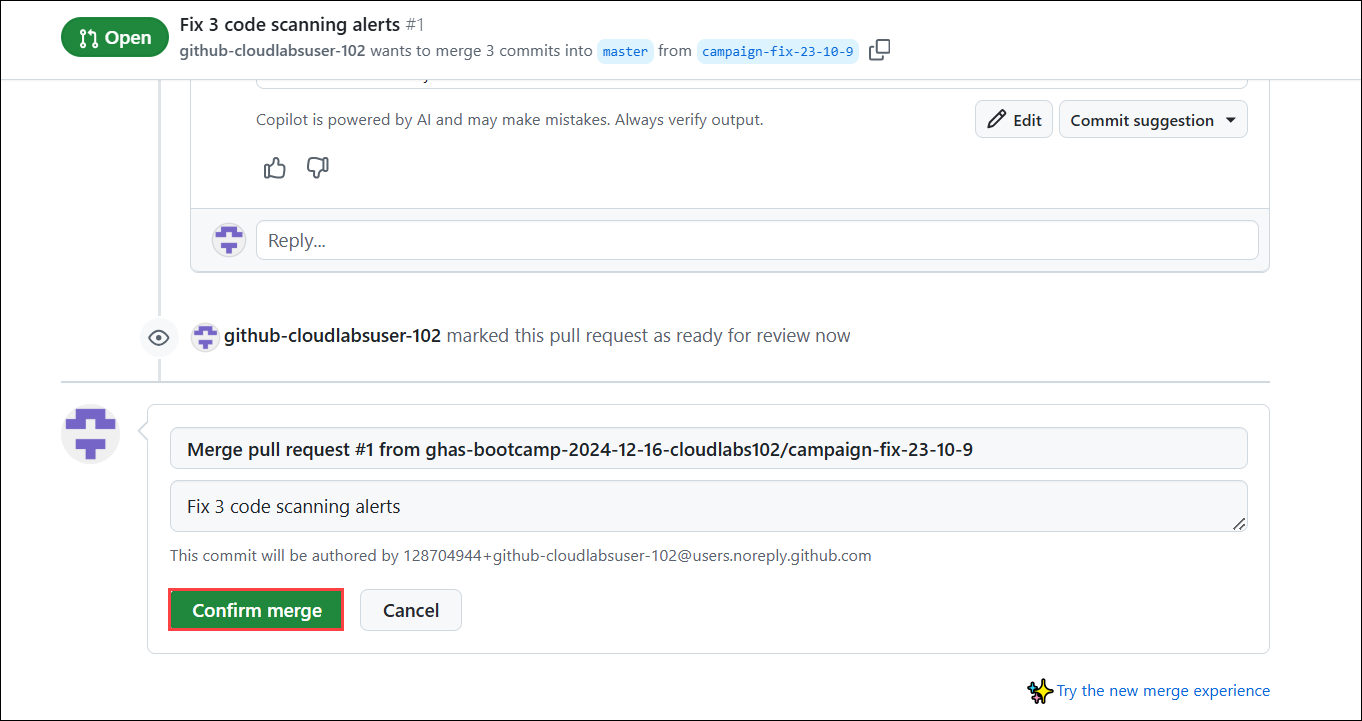 Open
Fix 3 code scanning alerts #1
github-cloudlabsuser-102 wants to merge 3 commits into master from campaign-fix-23-10-9
Copilot is powered by AI and may make mistakes. Always verify output.
Edit
Commit suggestion
Reply...
github-cloudlabsuser-102 marked this pull request as ready for review now
Merge pull request #1 from ghas-bootcamp-2024-12-16-cloudlabs102/campaign-fix-23-10-9
Fix 3 code scanning alerts
This commit will be authored by 128704944+github-cloudlabsuser-102@users.noreply.github.com
Confirm merge
Cancel
Try the new merge experience